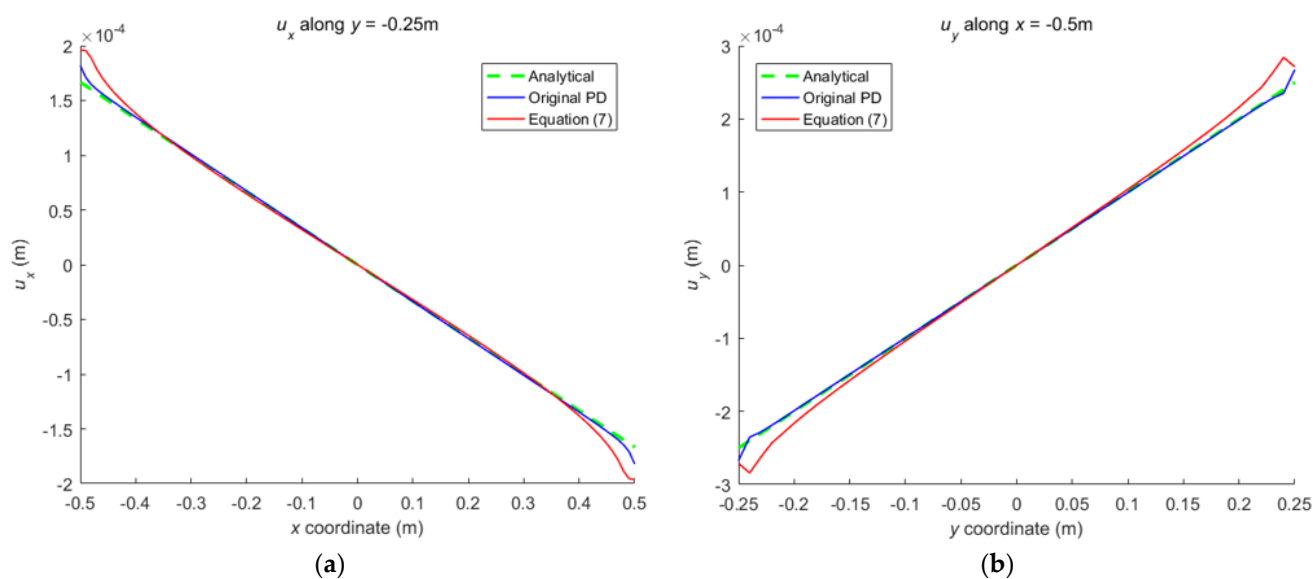 u_x along y = -0.25m
×10^-4
2
1.5
1
0.5
0
-0.5
-1
-1.5
-2
u_x (m)
Analytical
Original PD
Equation (7)
-0.5 -0.4 -0.3 -0.2 -0.1 0 0.1 0.2 0.3 0.4 0.5
x coordinate (m)
(a)
u_y along x = -0.5m
×10^-4
3
2
1
0
-1
-2
-3
u_y (m)
Analytical
Original PD
Equation (7)
-0.25 -0.2 -0.15 -0.1 -0.05 0 0.05 0.1 0.15 0.2 0.25
y coordinate (m)
(b)